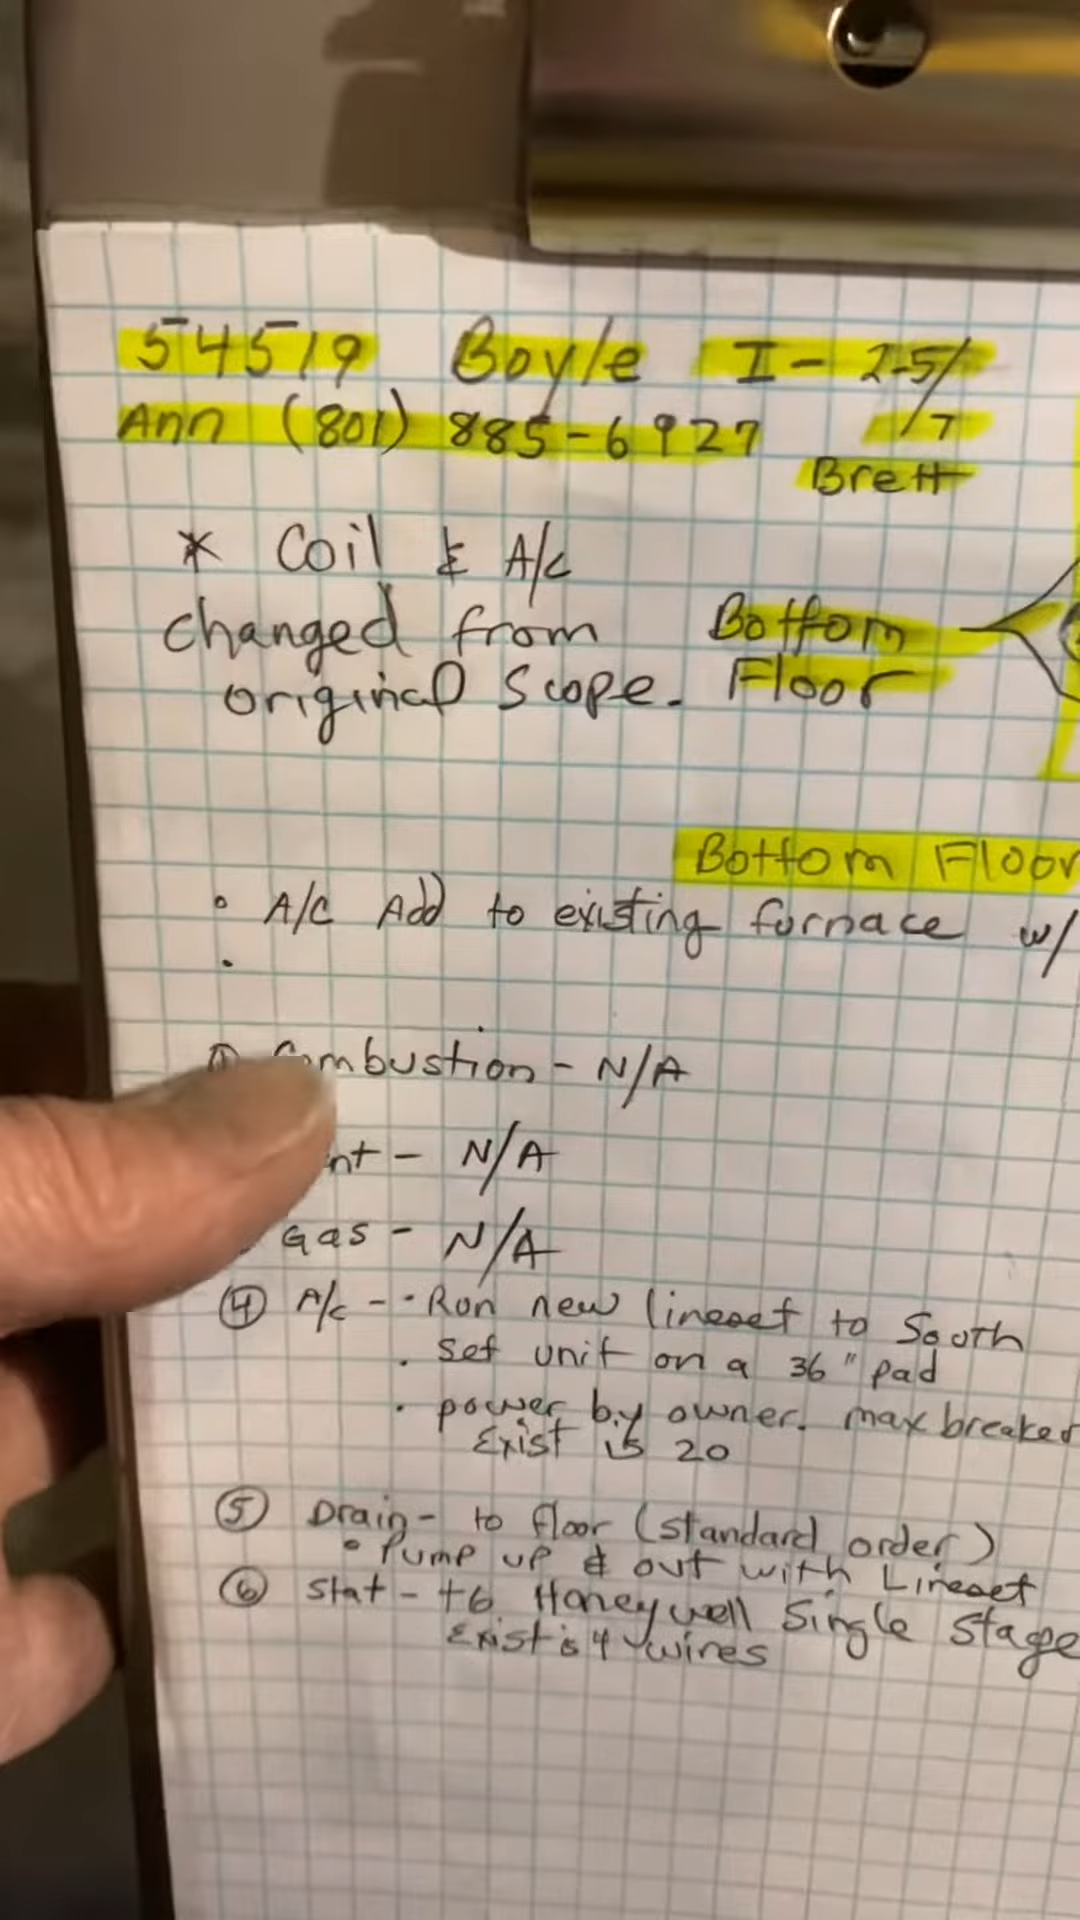 54519 Boyle I - 2.5/
Ann (801) 885-6927 /T
Brett
* Coil & A/C
changed from
original Scope.
Bottom
Floor
Bottom Floor
• A/C Add to existing furnace w/
•
① Combustion - N/A
nt - N/A
Gas - N/A
④ A/c - • Run new lineset to South
• set unit on a 36" pad
• power by owner. max breaker
Exist is 20
⑤ Drain - to floor (standard order)
• Pump up & out with Lineset
⑥ Stat - t6 Honeywell Single Stage
Exist is 4 wires